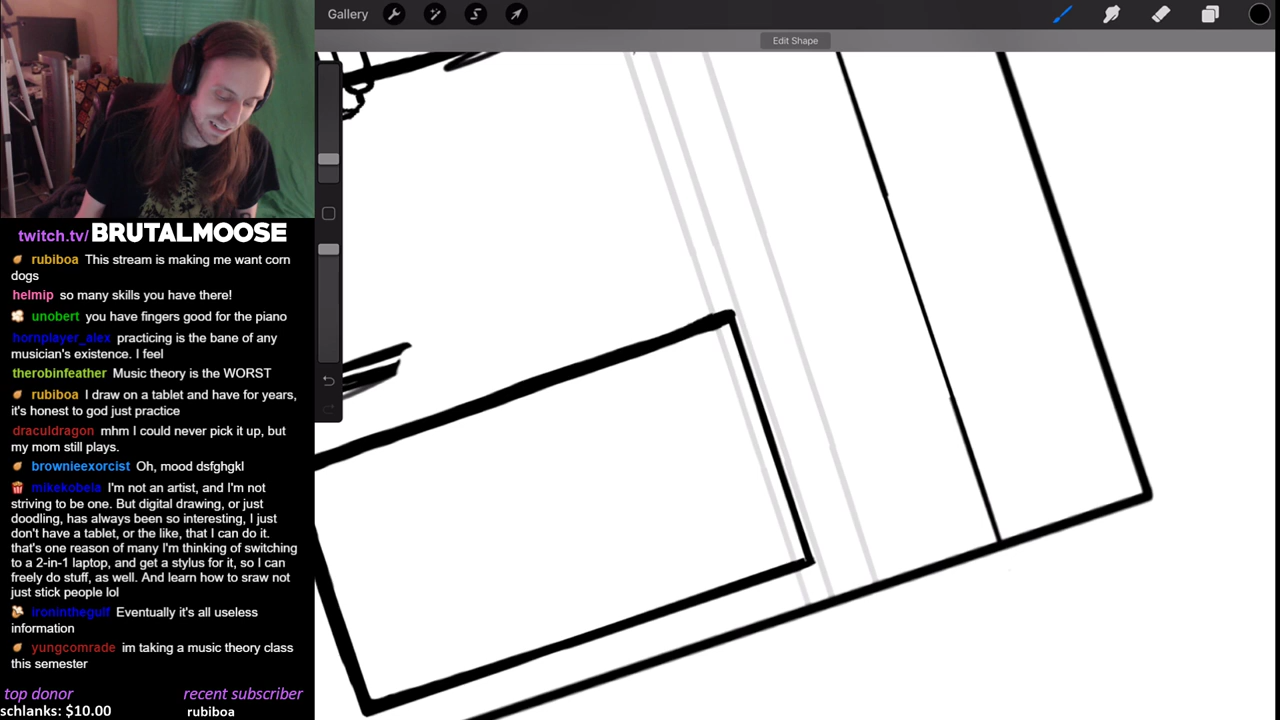 Gallery
Edit Shape
twitch.tv/BRUTALMOOSE
rubiboa This stream is making me want corn
dogs
helmip so many skills you have there!
unobert you have fingers good for the piano
hornplayer_alex practicing is the bane of any
musician's existence. I feel
therobinfeather Music theory is the WORST
rubiboa I draw on a tablet and have for years,
it's honest to god just practice
draculdragon mhm I could never pick it up, but
my mom still plays.
brownieexorcist Oh, mood dsfghgkl
mikekobela I'm not an artist, and I'm not
striving to be one. But digital drawing, or just
doodling, has always been so interesting, I just
don't have a tablet, or the like, that I can do it.
that's one reason of many I'm thinking of switching
to a 2-in-1 laptop, and get a stylus for it, so I can
freely do stuff, as well. And learn how to sraw not
just stick people lol
ironinthegulf Eventually it's all useless
information
yungcomrade im taking a music theory class
this semester
top donor recent subscriber
schlanks: $10.00 rubiboa